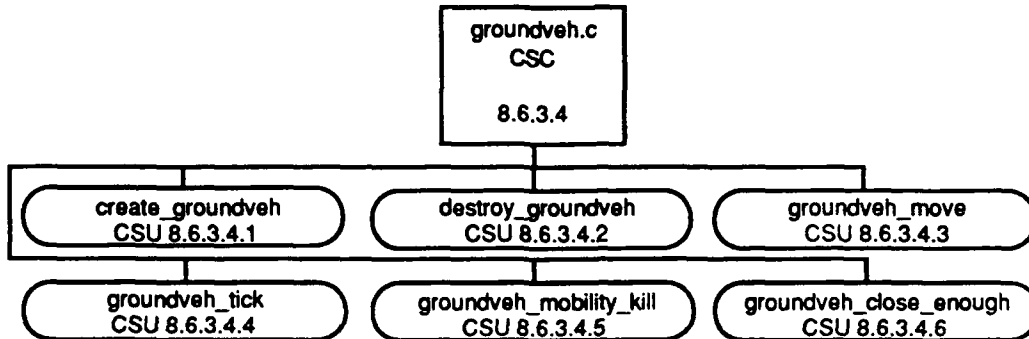 groundveh.c
CSC
8.6.3.4
create_groundveh
CSU 8.6.3.4.1
destroy_groundveh
CSU 8.6.3.4.2
groundveh_move
CSU 8.6.3.4.3
groundveh_tick
CSU 8.6.3.4.4
groundveh_mobility_kill
CSU 8.6.3.4.5
groundveh_close_enough
CSU 8.6.3.4.6